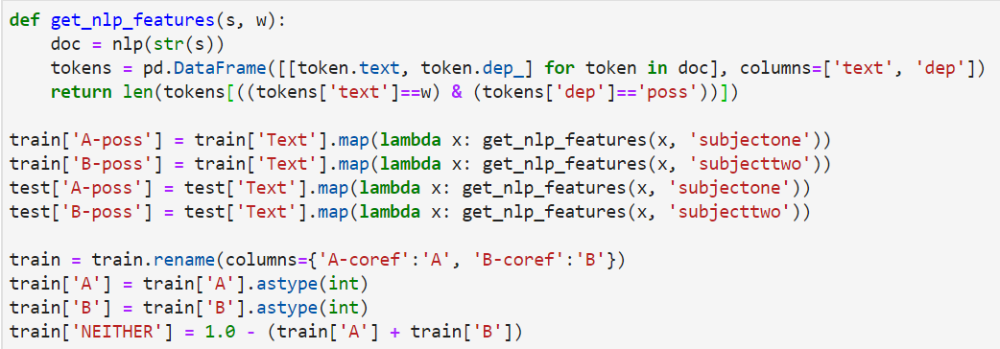 def get_nlp_features(s, w):
    doc = nlp(str(s))
    tokens = pd.DataFrame([[token.text, token.dep_] for token in doc], columns=['text', 'dep'])
    return len(tokens[((tokens['text']==w) & (tokens['dep']=='poss'))])

train['A-poss'] = train['Text'].map(lambda x: get_nlp_features(x, 'subjectone'))
train['B-poss'] = train['Text'].map(lambda x: get_nlp_features(x, 'subjecttwo'))
test['A-poss'] = test['Text'].map(lambda x: get_nlp_features(x, 'subjectone'))
test['B-poss'] = test['Text'].map(lambda x: get_nlp_features(x, 'subjecttwo'))

train = train.rename(columns={'A-coref':'A', 'B-coref':'B'})
train['A'] = train['A'].astype(int)
train['B'] = train['B'].astype(int)
train['NEITHER'] = 1.0 - (train['A'] + train['B'])